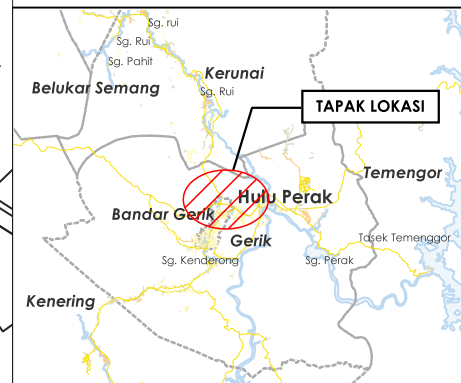 Sg. rui
Sg. Rui
Sg. Pahit
Kerunai
Belukar Semang
Sg. Rui
TAPAK LOKASI
Temengor
Hulu Perak
Bandar Gerik
Gerik
Tasek Temenggor
Sg. Kenderong
Sg. Perak
Kenering